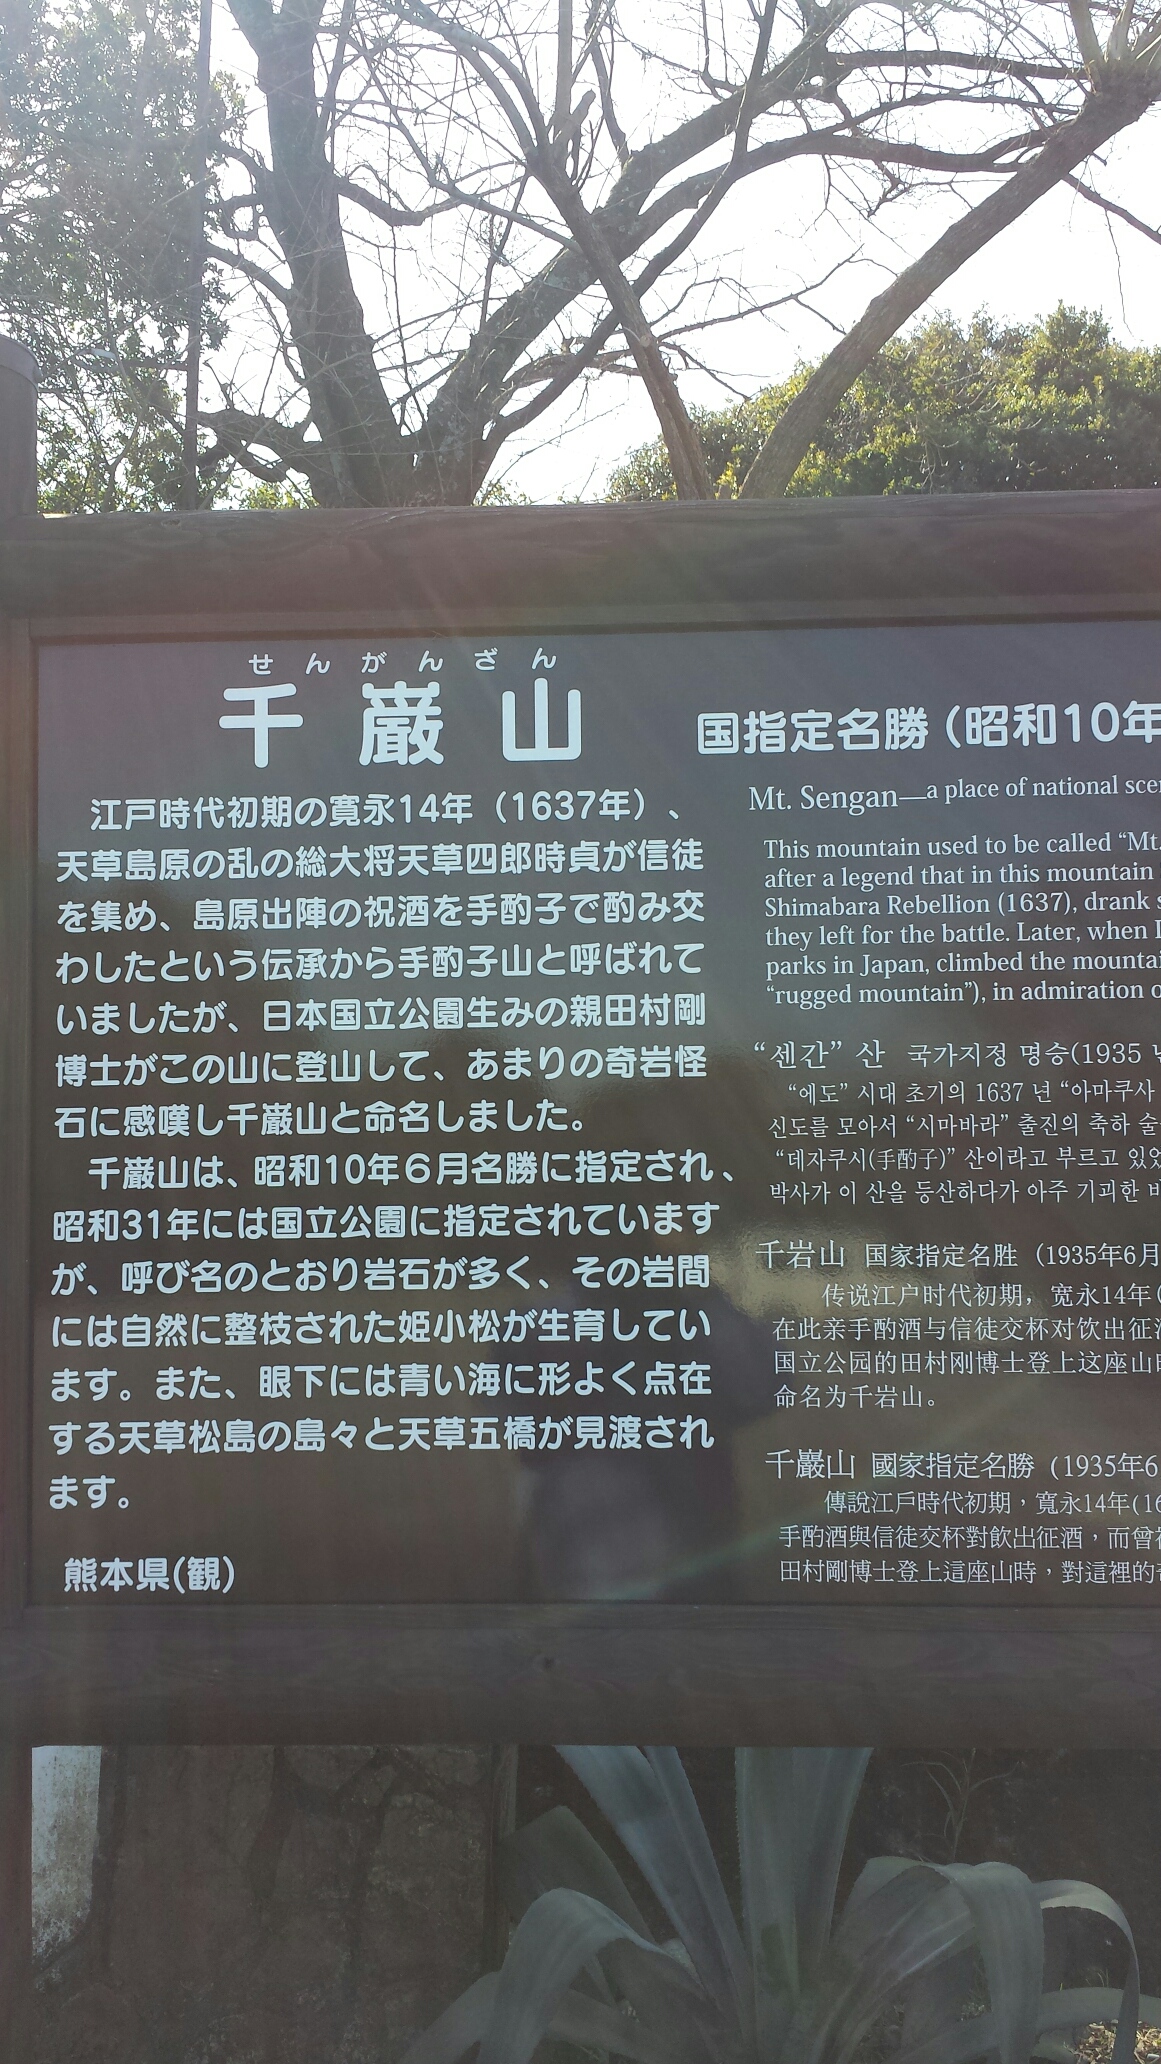 せんがんざん
千巌山
江戸時代初期の寛永14年（1637年）、
天草島原の乱の総大将天草四郎時貞が信徒
を集め、島原出陣の祝酒を手酌子で酌み交
わしたという伝承から手酌子山と呼ばれて
いましたが、日本国立公園生みの親田村剛
博士がこの山に登山して、あまりの奇岩怪
石に感嘆し千巌山と命名しました。
千巌山は、昭和10年６月名勝に指定され、
昭和31年には国立公園に指定されています
が、呼び名のとおり岩石が多く、その岩間
には自然に整枝された姫小松が生育してい
ます。また、眼下には青い海に形よく点在
する天草松島の島々と天草五橋が見渡され
ます。
熊本県(観)
国指定名勝（昭和10年
Mt. Sengan—a place of national scen
This mountain used to be called “Mt.
after a legend that in this mountain
Shimabara Rebellion (1637), drank s
they left for the battle. Later, when D
parks in Japan, climbed the mountai
“rugged mountain”), in admiration o
“센간” 산 국가지정 명승(1935 년
“에도” 시대 초기의 1637 년 “아마쿠사
신도를 모아서 “시마바라” 출진의 축하 술
“데자쿠시(手酌子)” 산이라고 부르고 있었
박사가 이 산을 등산하다가 아주 기괴한 바
千岩山 国家指定名胜（1935年6月
传说江户时代初期，宽永14年(
在此亲手酌酒与信徒交杯对饮出征酒
国立公园的田村刚博士登上这座山时
命名为千岩山。
千巖山 國家指定名勝（1935年6
傳說江戶時代初期，寬永14年(16
手酌酒與信徒交杯對飲出征酒，而曾被
田村剛博士登上這座山時，對這裡的奇